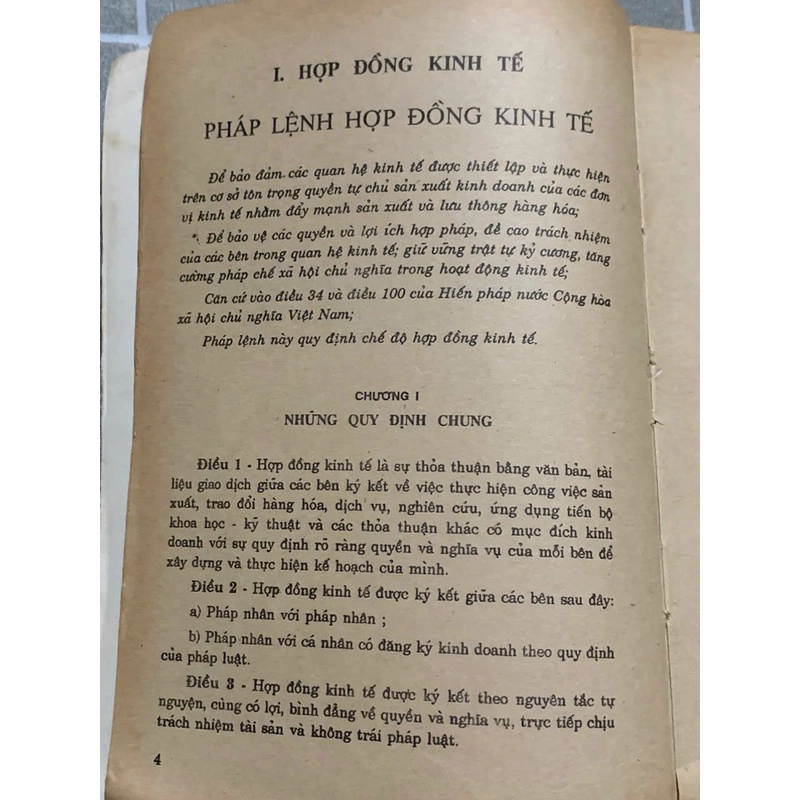 I. HỢP ĐỒNG KINH TẾ
PHÁP LỆNH HỢP ĐỒNG KINH TẾ
Để bảo đảm các quan hệ kinh tế được thiết lập và thực hiện
trên cơ sở tôn trọng quyền tự chủ sản xuất kinh doanh của các đơn
vị kinh tế nhằm đẩy mạnh sản xuất và lưu thông hàng hóa;
Để bảo vệ các quyền và lợi ích hợp pháp, đề cao trách nhiệm
của các bên trong quan hệ kinh tế; giữ vững trật tự kỷ cương, tăng
cường pháp chế xã hội chủ nghĩa trong hoạt động kinh tế;
Căn cứ vào điều 34 và điều 100 của Hiến pháp nước Cộng hòa
xã hội chủ nghĩa Việt Nam;
Pháp lệnh này quy định chế độ hợp đồng kinh tế.
CHƯƠNG I
NHỮNG QUY ĐỊNH CHUNG
Điều 1 - Hợp đồng kinh tế là sự thỏa thuận bằng văn bản, tài
liệu giao dịch giữa các bên ký kết về việc thực hiện công việc sản
xuất, trao đổi hàng hóa, dịch vụ, nghiên cứu, ứng dụng tiến bộ
khoa học - kỹ thuật và các thỏa thuận khác có mục đích kinh
doanh với sự quy định rõ ràng quyền và nghĩa vụ của mỗi bên để
xây dựng và thực hiện kế hoạch của mình.
Điều 2 - Hợp đồng kinh tế được ký kết giữa các bên sau đây:
a) Pháp nhân với pháp nhân ;
b) Pháp nhân với cá nhân có đăng ký kinh doanh theo quy định
của pháp luật.
Điều 3 - Hợp đồng kinh tế được ký kết theo nguyên tắc tự
nguyện, cùng có lợi, bình đẳng về quyền và nghĩa vụ, trực tiếp chịu
trách nhiệm tài sản và không trái pháp luật.
4